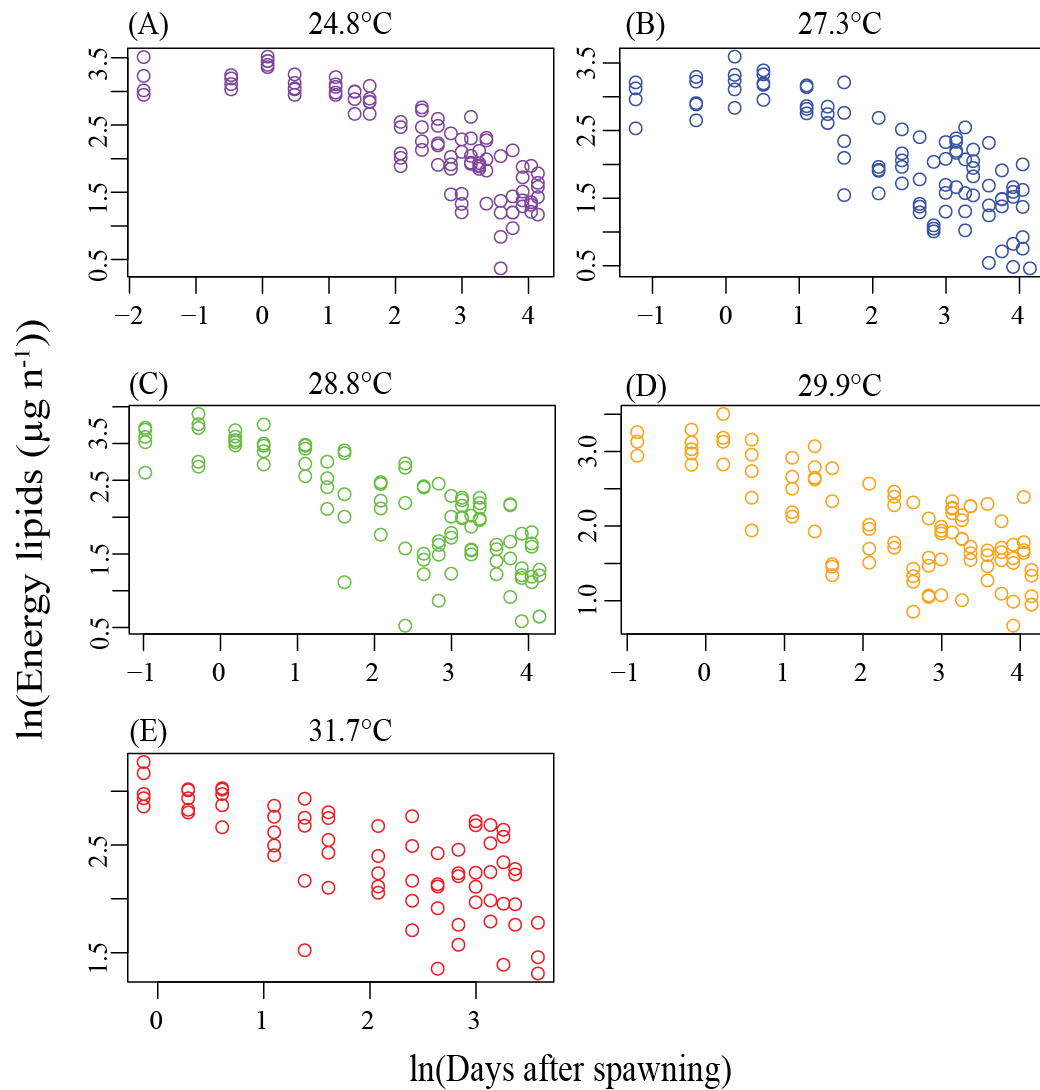 (A) 24.8°C
3.5
2.5
1.5
0.5
−2 −1 0 1 2 3 4
(B) 27.3°C
3.5
2.5
1.5
0.5
−1 0 1 2 3 4
(C) 28.8°C
3.5
2.5
1.5
0.5
−1 0 1 2 3 4
(D) 29.9°C
3.0
2.0
1.0
−1 0 1 2 3 4
(E) 31.7°C
2.5
1.5
0 1 2 3
ln(Energy lipids (µg n⁻¹))
ln(Days after spawning)